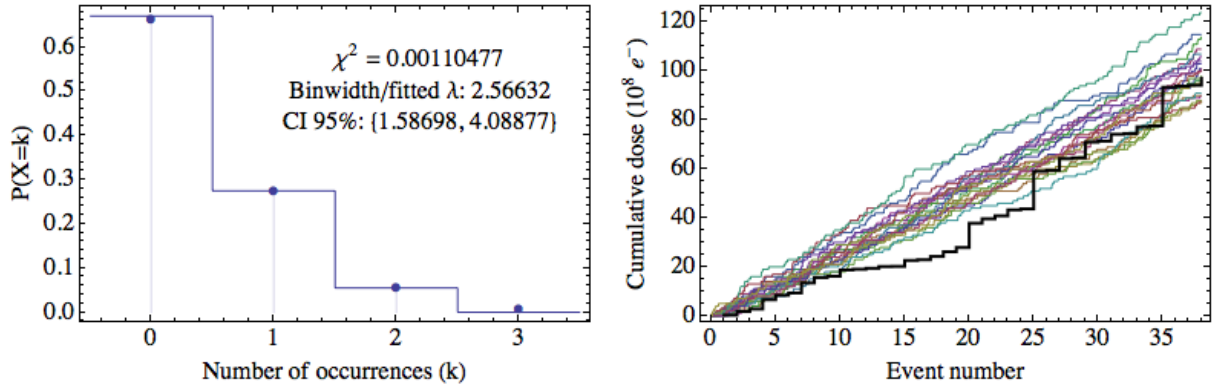 0.6
0.5
0.4
0.3
0.2
0.1
0.0
P(X=k)
χ² = 0.00110477
Binwidth/fitted λ: 2.56632
CI 95%: {1.58698, 4.08877}
0 1 2 3
Number of occurrences (k)
120
100
80
60
40
20
0
Cumulative dose (10⁸ e⁻)
0 5 10 15 20 25 30 35
Event number